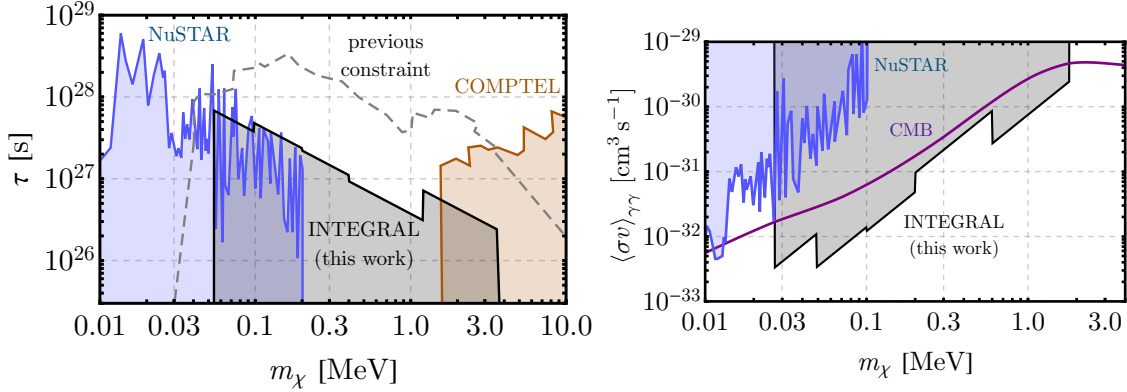 10^29
10^28
10^27
10^26
τ [s]
NuSTAR
previous
constraint
COMPTEL
INTEGRAL
(this work)
0.01 0.03 0.1 0.3 1.0 3.0 10.0
m_χ [MeV]
10^−29
10^−30
10^−31
10^−32
10^−33
⟨σv⟩_γγ [cm^3 s^−1]
NuSTAR
CMB
INTEGRAL
(this work)
0.01 0.03 0.1 0.3 1.0 3.0
m_χ [MeV]